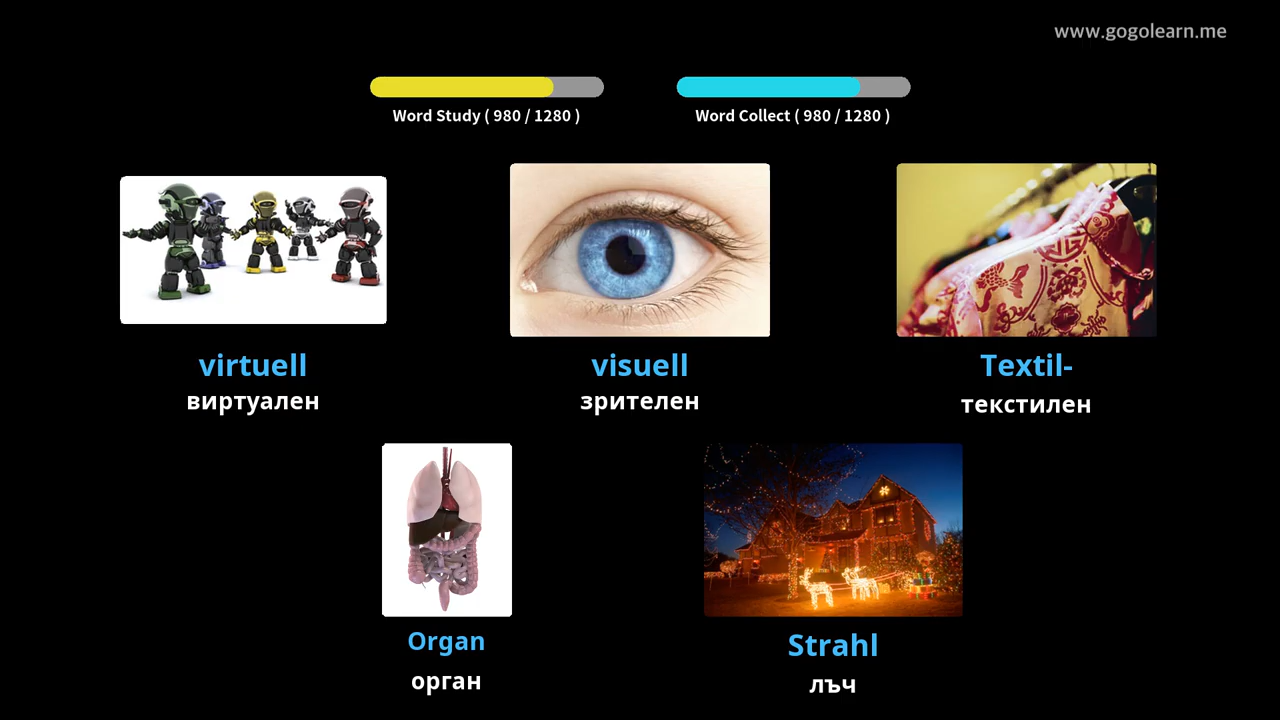 www.gogolearn.me
Word Study ( 980 / 1280 )
Word Collect ( 980 / 1280 )
virtuell
виртуален
visuell
зрителен
Textil-
текстилен
Organ
орган
Strahl
лъч